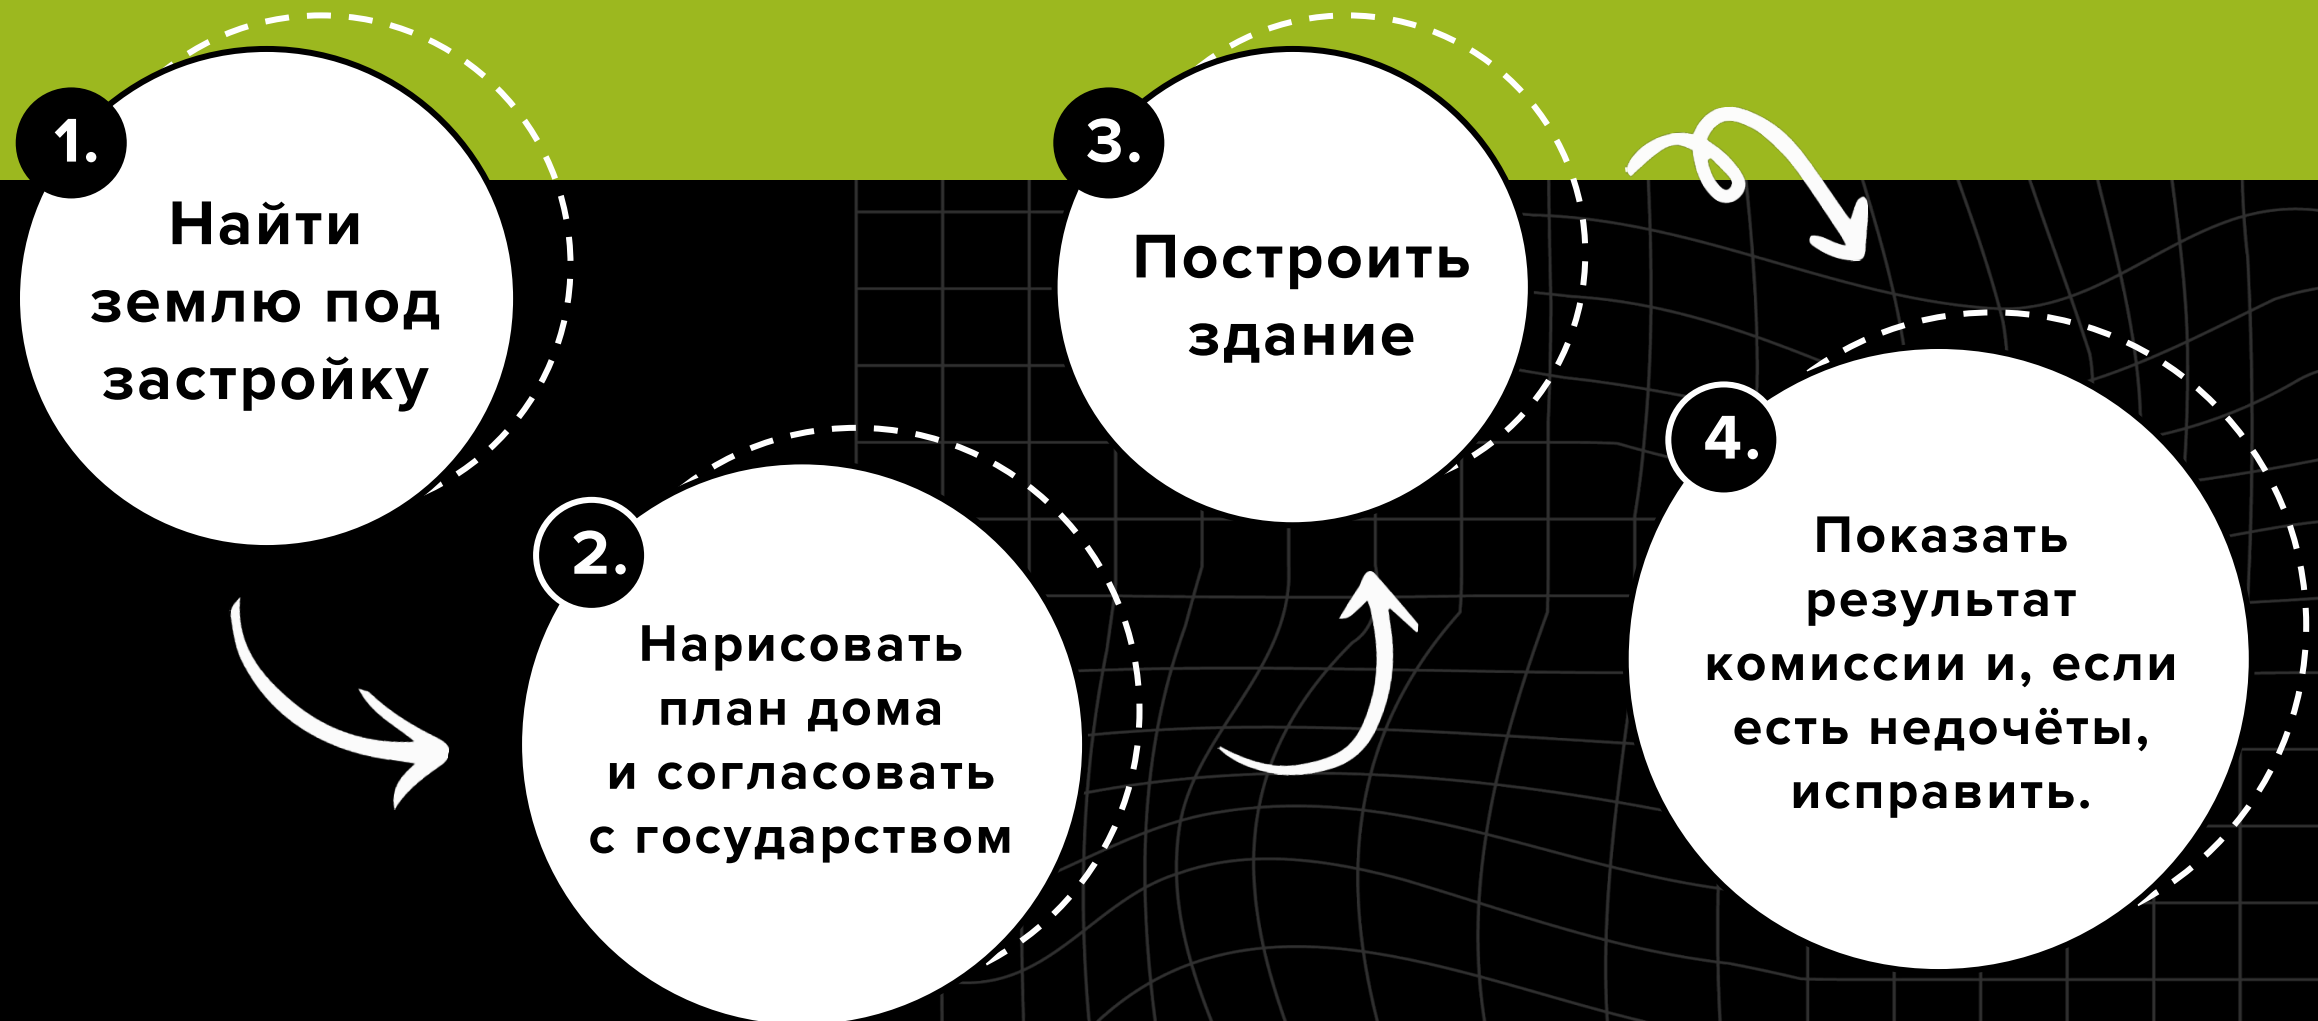 1.
Найти
землю под
застройку
2.
Нарисовать
план дома
и согласовать
с государством
3.
Построить
здание
4.
Показать
результат
комиссии и, если
есть недочёты,
исправить.